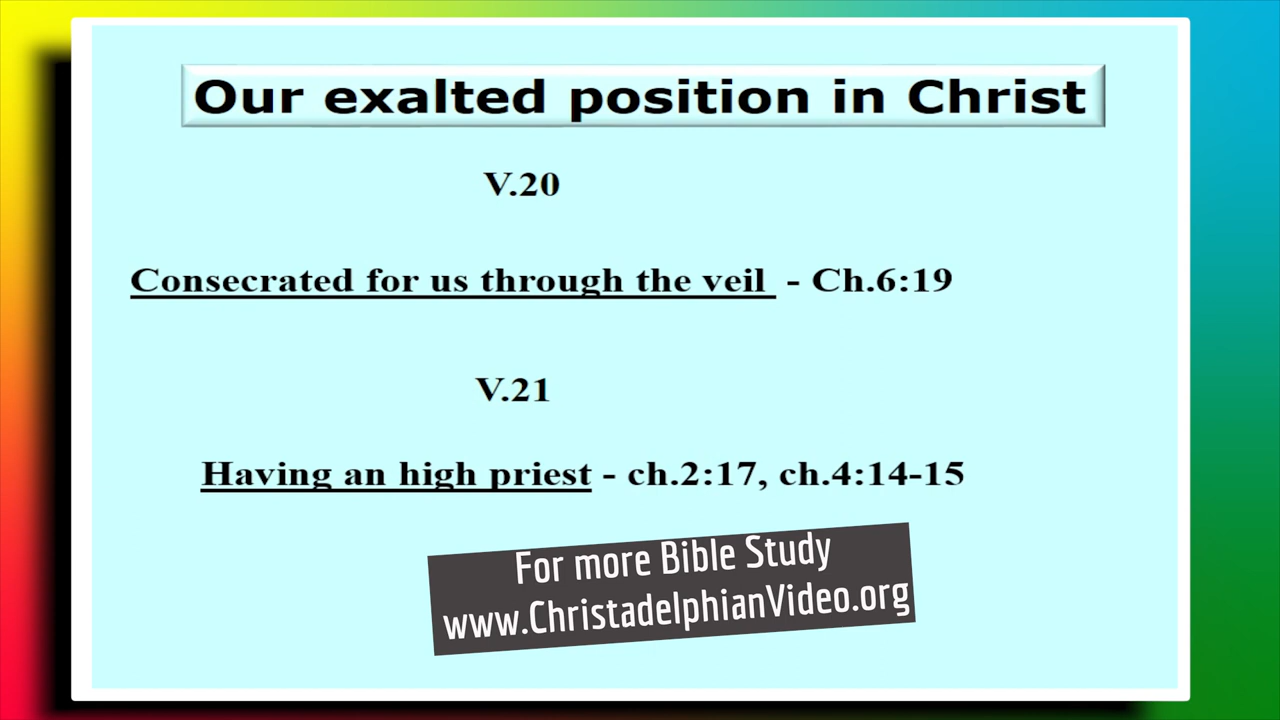 Our exalted position in Christ
V.20
Consecrated for us through the veil - Ch.6:19
V.21
Having an high priest - ch.2:17, ch.4:14-15
For more Bible Study
www.ChristadelphianVideo.org